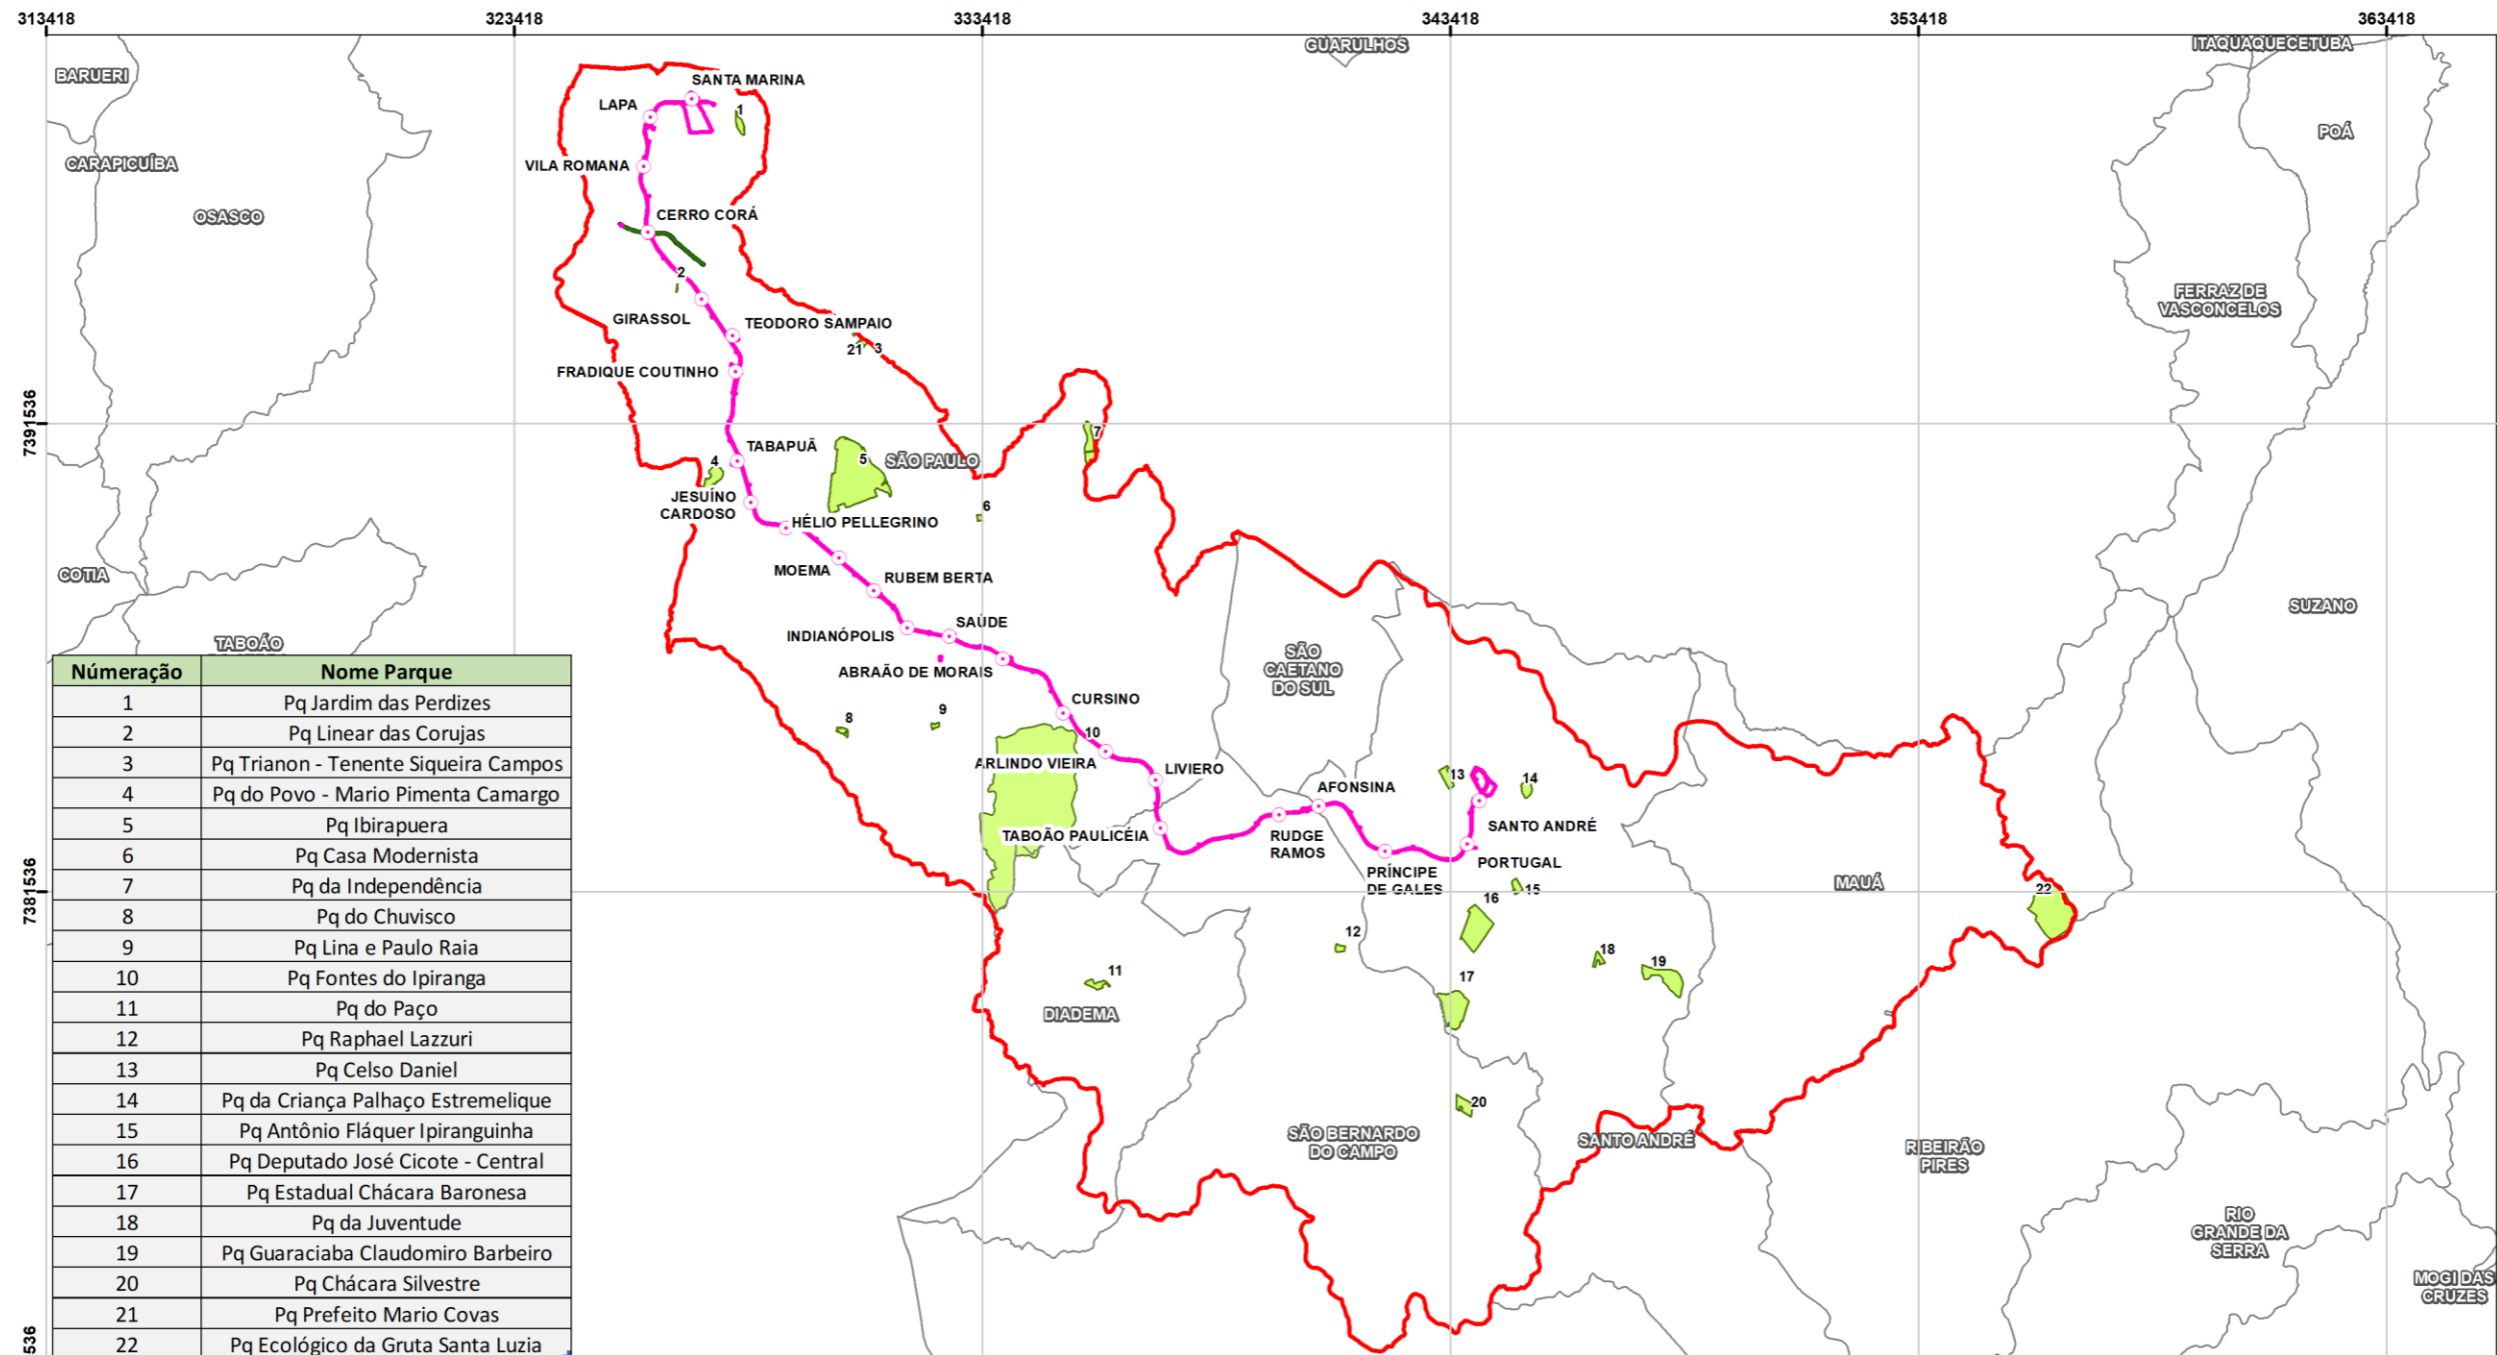 313418
323418
333418
343418
353418
363418
GUARULHOS
ITAQUAQUECETUBA
BARUERI
SANTA MARINA
LAPA
1
POÁ
CARAPICUÍBA
VILA ROMANA
OSASCO
CERRO CORÁ
2
FERRAZ DE
VASCONCELOS
GIRASSOL
TEODORO SAMPAIO
21
3
FRADIQUE COUTINHO
7391536
7
TABAPUÃ
4
5
SÃO PAULO
JESUÍNO
CARDOSO
6
HÉLIO PELLEGRINO
COTIA
MOEMA
RUBEM BERTA
SUZANO
TABOÃO
INDIANÓPOLIS
SAÚDE
SÃO
CAETANO
DO SUL
ABRAÃO DE MORAIS
CURSINO
8
9
10
ARLINDO VIEIRA
LIVIERO
13
14
AFONSINA
TABOÃO PAULICÉIA
RUDGE
RAMOS
SANTO ANDRÉ
PORTUGAL
PRÍNCIPE
DE GALES
MAUÁ
7381536
15
22
16
12
18
19
11
17
DIADEMA
20
SÃO BERNARDO
DO CAMPO
SANTO ANDRÉ
RIBEIRÃO
PIRES
RIO
GRANDE DA
SERRA
MOGI DAS
CRUZES
536
Númeração Nome Parque
1 Pq Jardim das Perdizes
2 Pq Linear das Corujas
3 Pq Trianon - Tenente Siqueira Campos
4 Pq do Povo - Mario Pimenta Camargo
5 Pq Ibirapuera
6 Pq Casa Modernista
7 Pq da Independência
8 Pq do Chuvisco
9 Pq Lina e Paulo Raia
10 Pq Fontes do Ipiranga
11 Pq do Paço
12 Pq Raphael Lazzuri
13 Pq Celso Daniel
14 Pq da Criança Palhaço Estremelique
15 Pq Antônio Fláquer Ipiranguinha
16 Pq Deputado José Cicote - Central
17 Pq Estadual Chácara Baronesa
18 Pq da Juventude
19 Pq Guaraciaba Claudomiro Barbeiro
20 Pq Chácara Silvestre
21 Pq Prefeito Mario Covas
22 Pq Ecológico da Gruta Santa Luzia